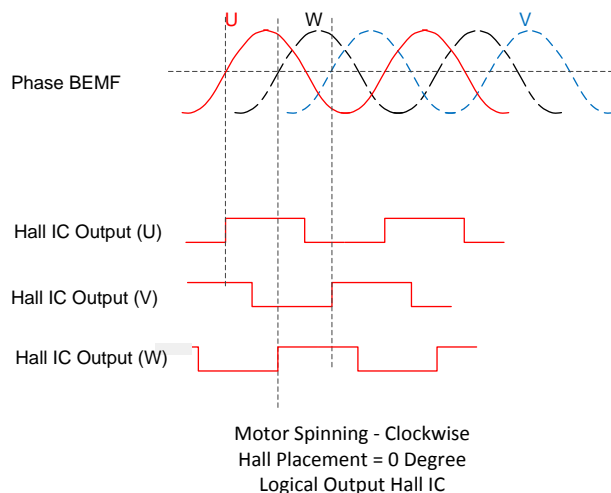 U W V
Phase BEMF
Hall IC Output (U)
Hall IC Output (V)
Hall IC Output (W)
Motor Spinning - Clockwise
Hall Placement = 0 Degree
Logical Output Hall IC